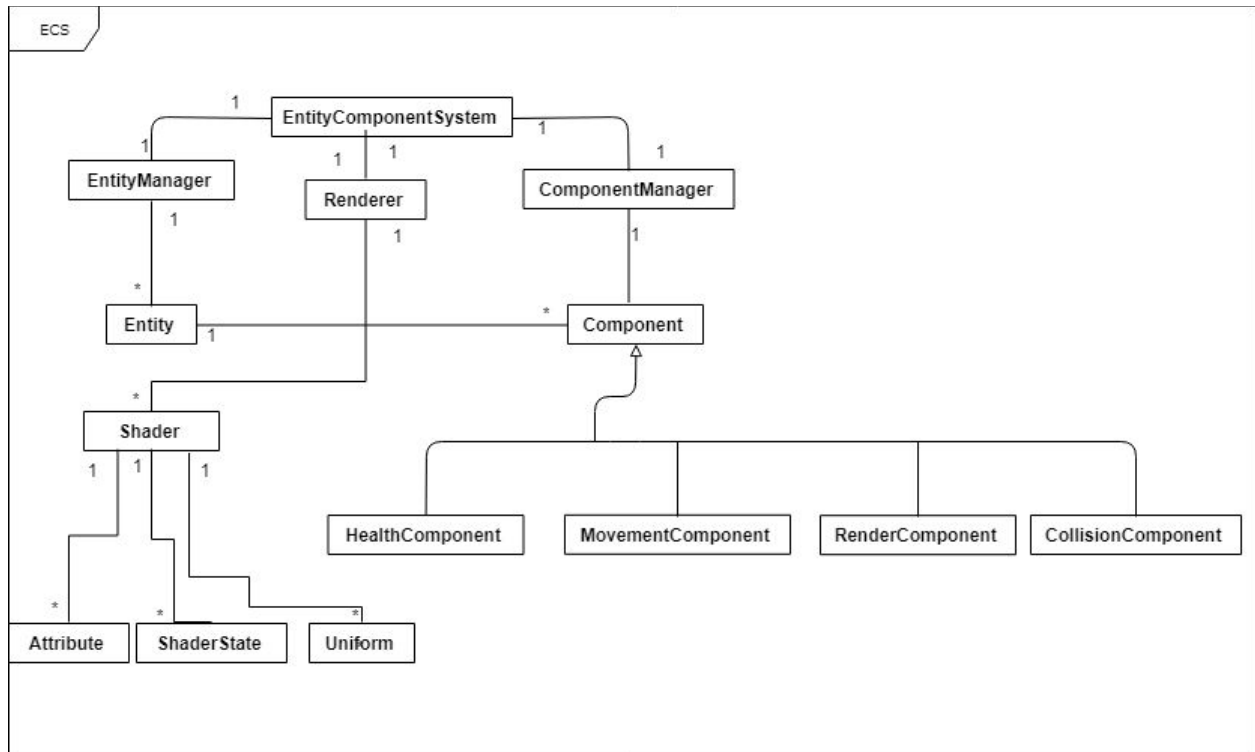 ECS
1
EntityComponentSystem
1
1
1
1
1
1
EntityManager
Renderer
ComponentManager
1
1
1
*
*
Entity
1
Component
*
Shader
1
1
1
HealthComponent
MovementComponent
RenderComponent
CollisionComponent
*
*
*
Attribute
ShaderState
Uniform